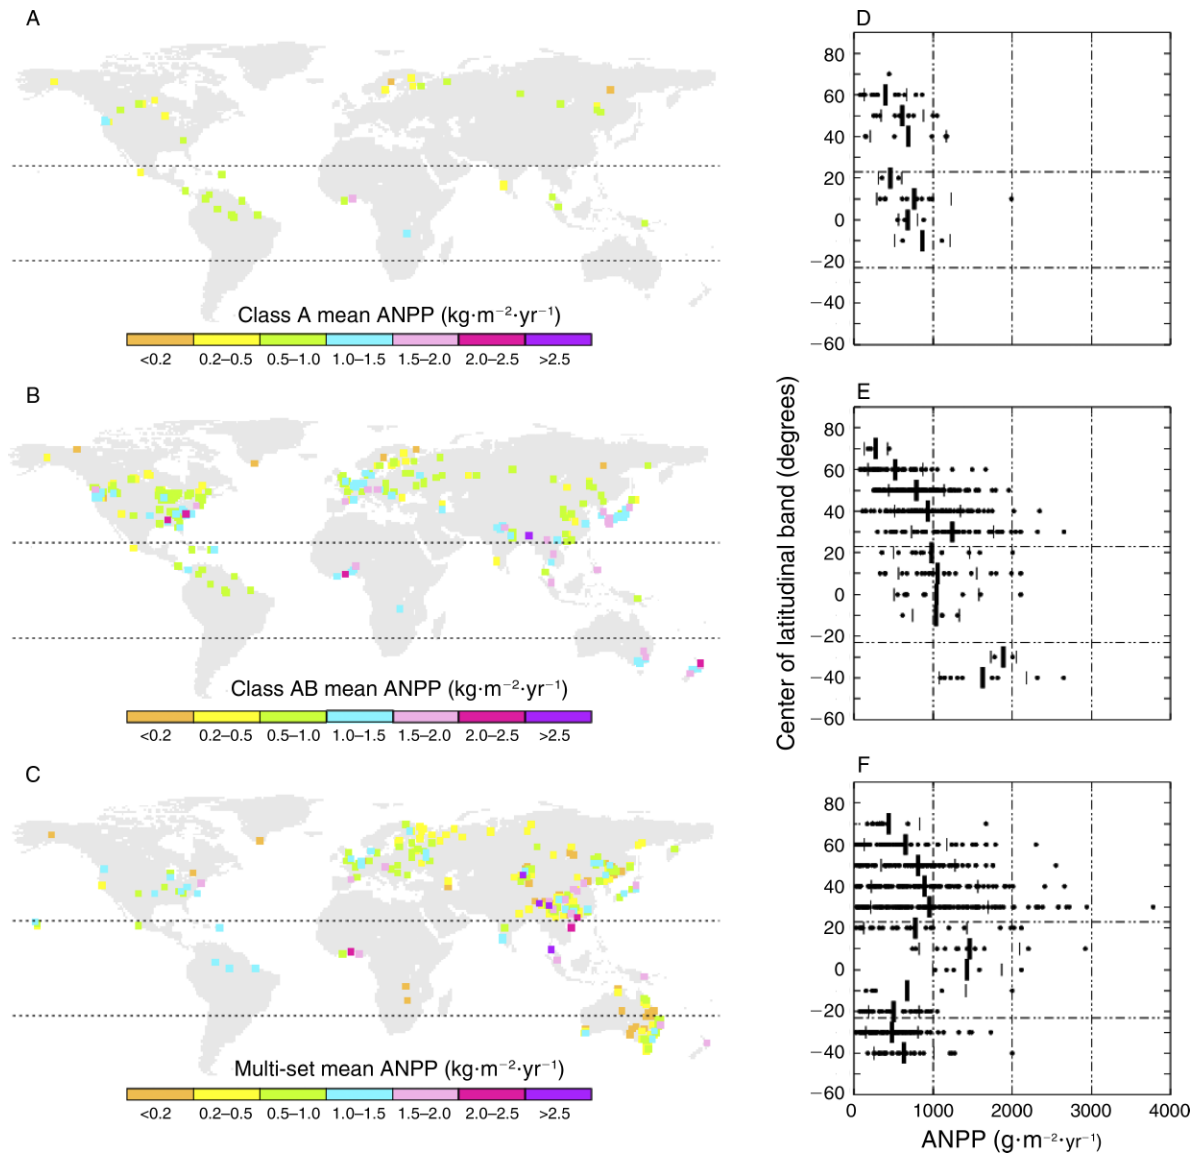 A
Class A mean ANPP (kg·m⁻²·yr⁻¹)
<0.2 0.2–0.5 0.5–1.0 1.0–1.5 1.5–2.0 2.0–2.5 >2.5
B
Class AB mean ANPP (kg·m⁻²·yr⁻¹)
<0.2 0.2–0.5 0.5–1.0 1.0–1.5 1.5–2.0 2.0–2.5 >2.5
C
Multi-set mean ANPP (kg·m⁻²·yr⁻¹)
<0.2 0.2–0.5 0.5–1.0 1.0–1.5 1.5–2.0 2.0–2.5 >2.5
Center of latitudinal band (degrees)
D
80
60
40
20
0
−20
−40
−60
E
80
60
40
20
0
−20
−40
−60
F
80
60
40
20
0
−20
−40
−60
0 1000 2000 3000 4000
ANPP (g·m⁻²·yr⁻¹)